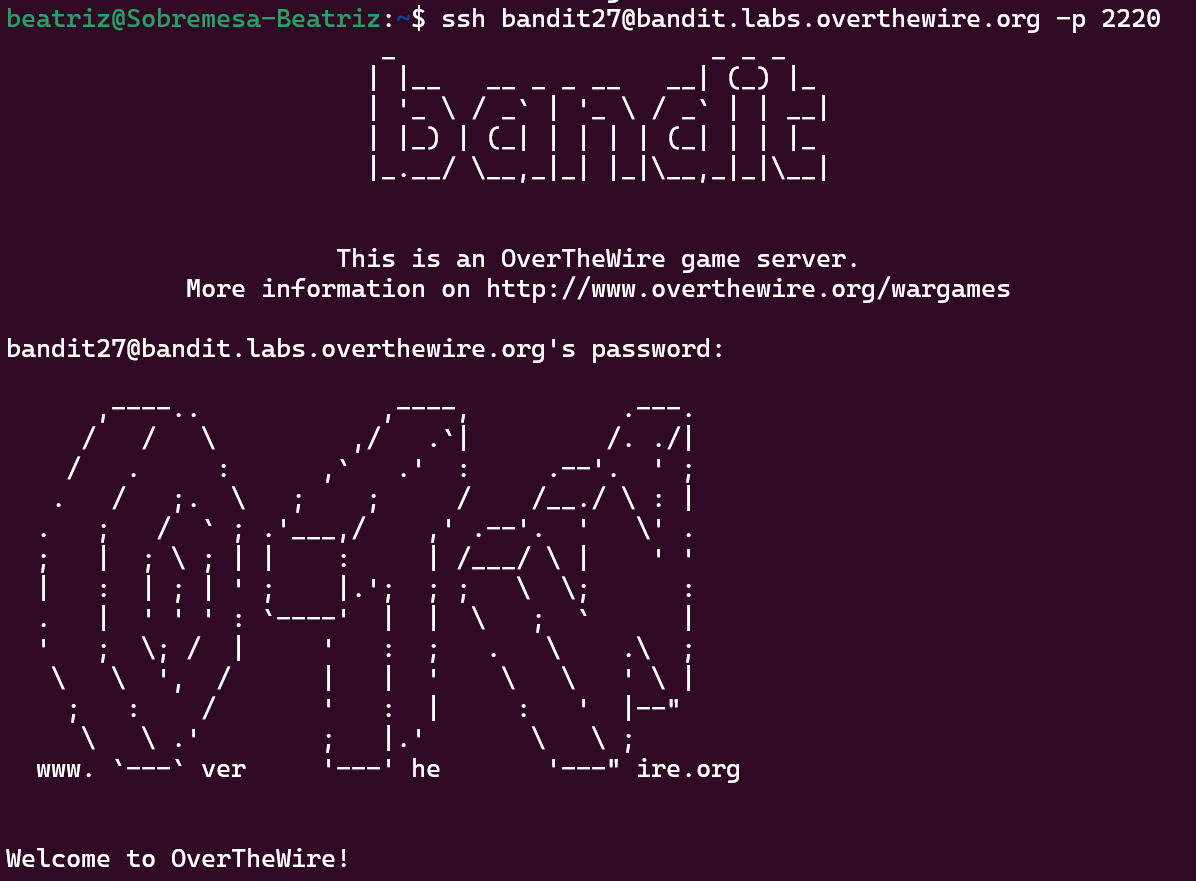 beatriz@Sobremesa-Beatriz:~$ ssh bandit27@bandit.labs.overthewire.org -p 2220
bandit
This is an OverTheWire game server.
More information on http://www.overthewire.org/wargames
bandit27@bandit.labs.overthewire.org's password:
www. ver he ire.org
Welcome to OverTheWire!